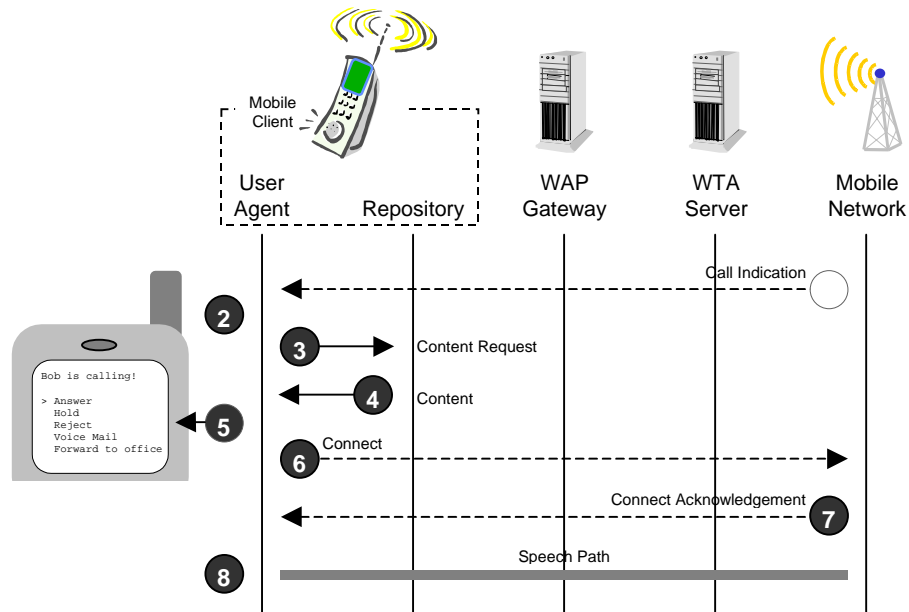 Mobile
Client
User
Agent
Repository
WAP
Gateway
WTA
Server
Mobile
Network
Call Indication
2
3
Content Request
Bob is calling!
> Answer
Hold
Reject
Voice Mail
Forward to office
4
Content
5
6
Connect
Connect Acknowledgement
7
Speech Path
8